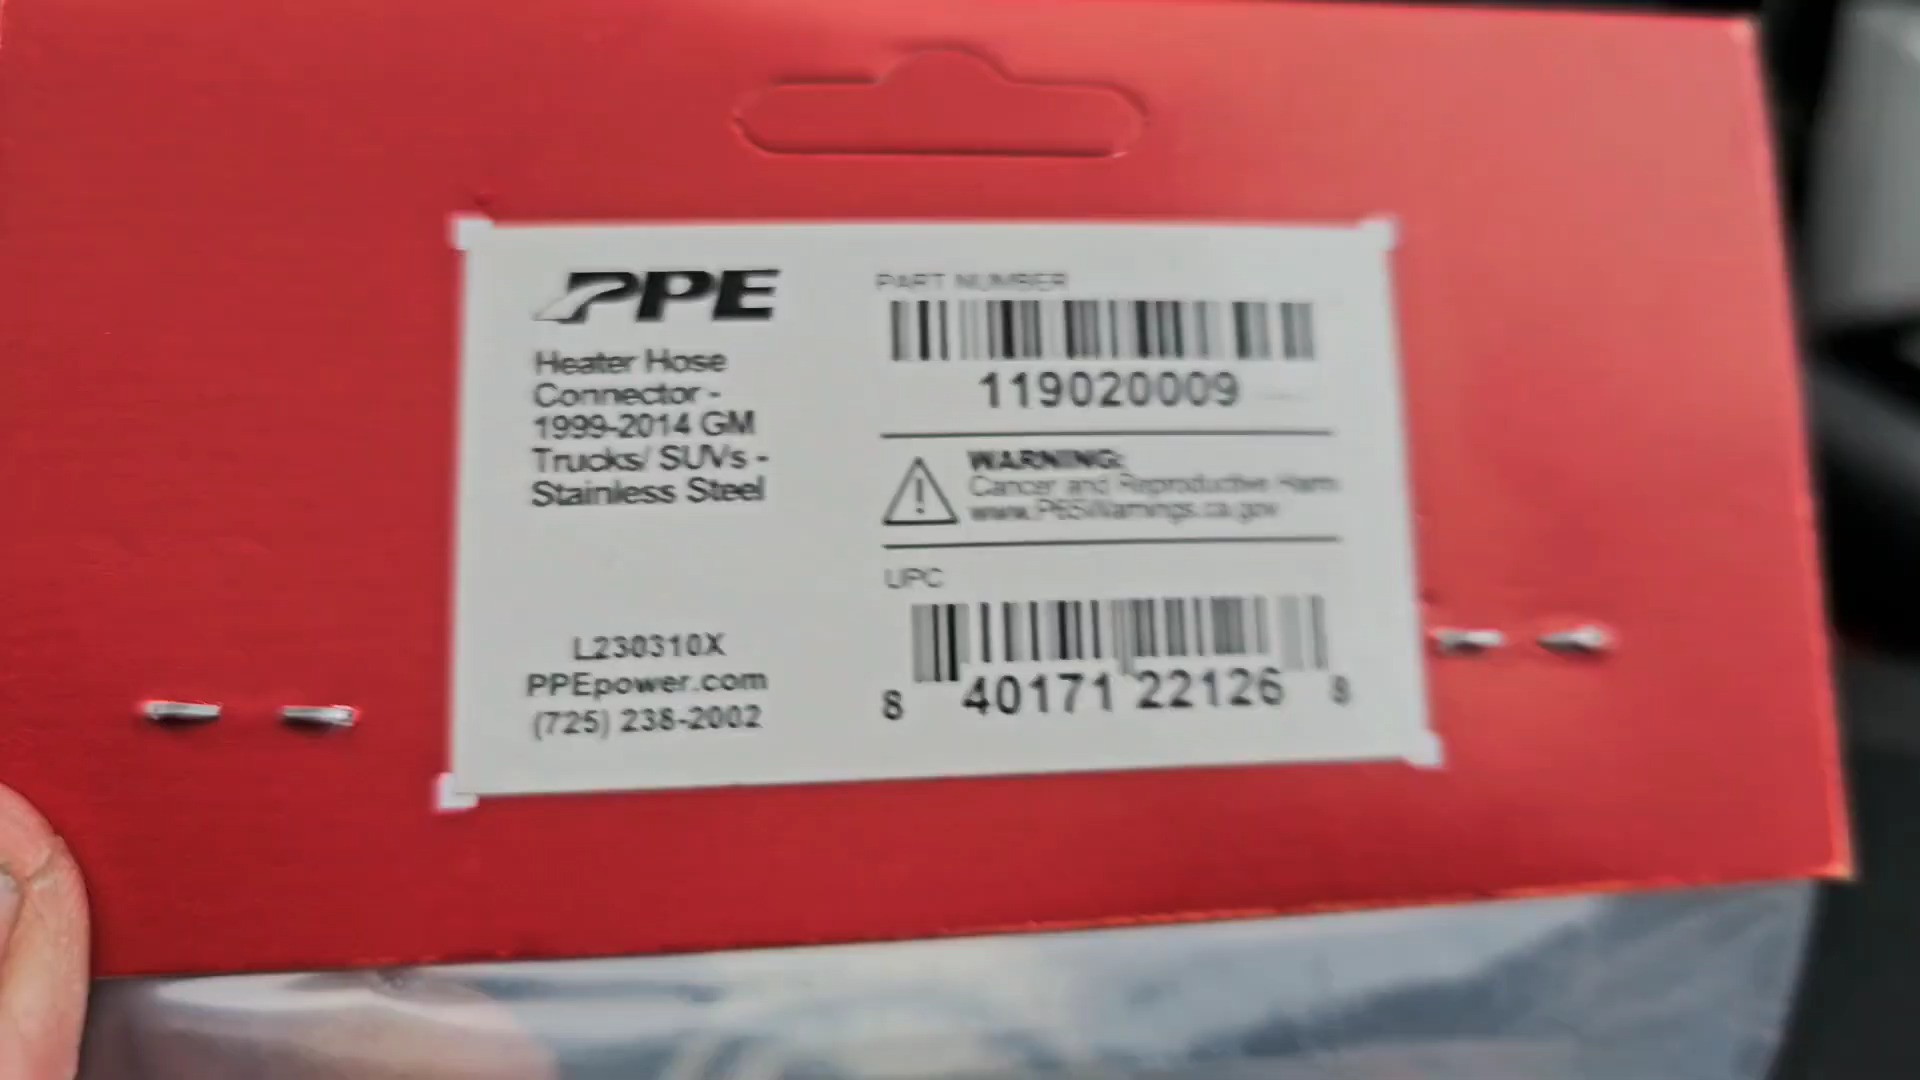 PPE
Heater Hose
Connector -
1999-2014 GM
Trucks/ SUVs -
Stainless Steel
L230310X
PPEpower.com
(725) 238-2002
PART NUMBER
119020009
WARNING:
Cancer and Reproductive Harm
www.P65Warnings.ca.gov
UPC
8 40171 22126 8